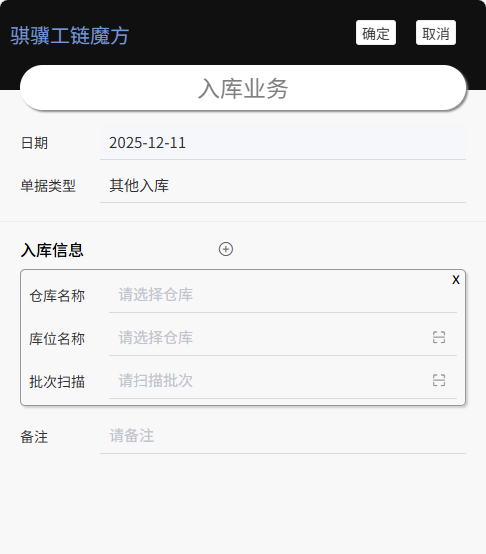 骐骥工链魔方 确定 取消
入库业务
日期 2025-12-11
单据类型 其他入库
入库信息
X
仓库名称 请选择仓库
库位名称 请选择仓库
批次扫描 请扫描批次
备注 请备注